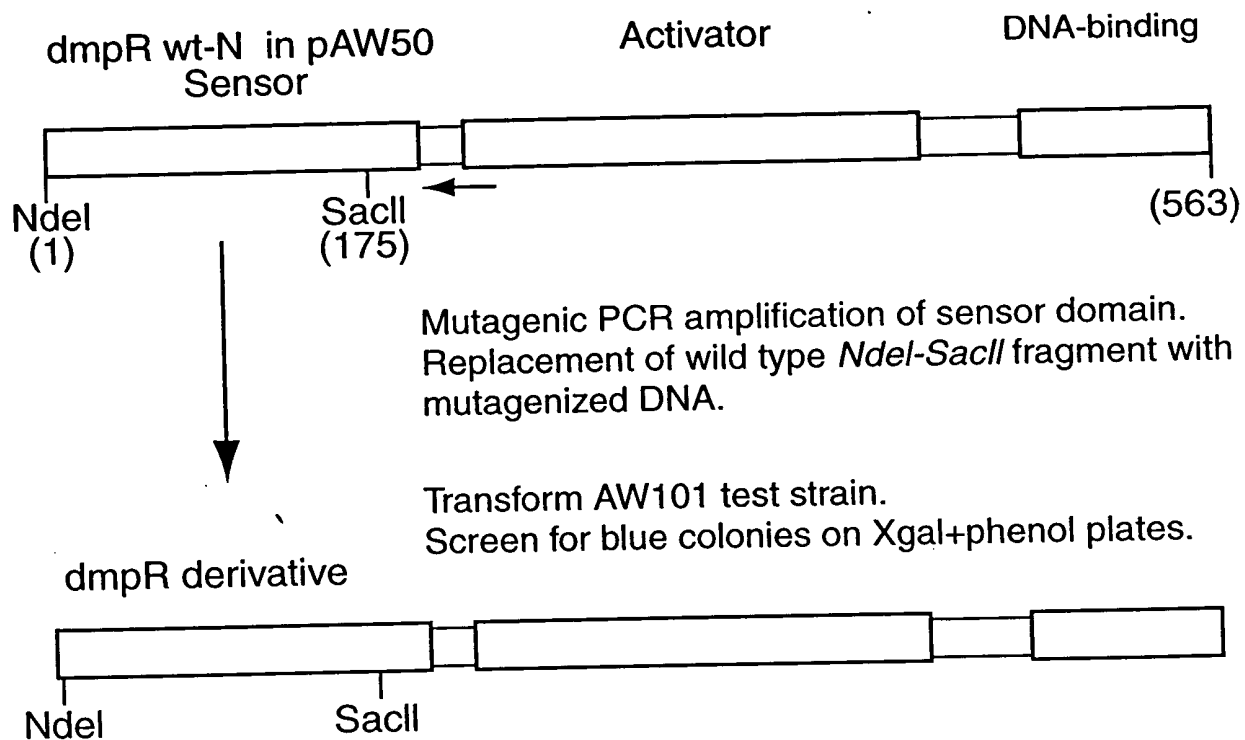 dmpR wt-N in pAW50
Sensor
Activator
DNA-binding
NdeI
(1)
SacII
(175)
(563)
Mutagenic PCR amplification of sensor domain.
Replacement of wild type NdeI-SacII fragment with
mutagenized DNA.
Transform AW101 test strain.
Screen for blue colonies on Xgal+phenol plates.
dmpR derivative
NdeI
SacII